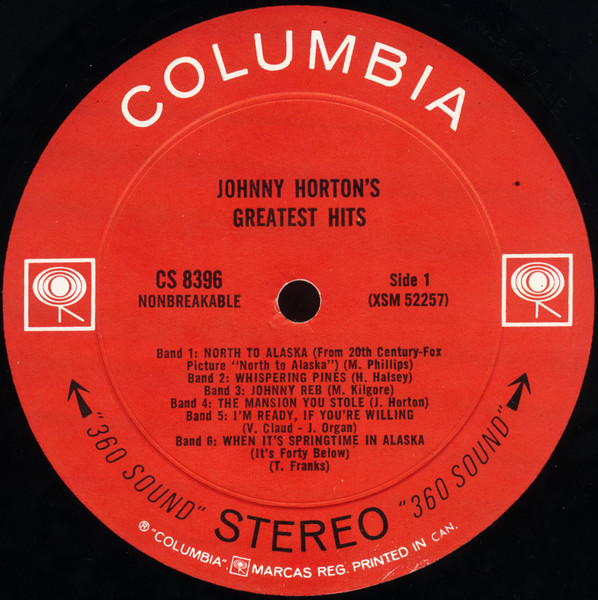 COLUMBIA
JOHNNY HORTON'S
GREATEST HITS
CS 8396
NONBREAKABLE
Side 1
(XSM 52257)
Band 1: NORTH TO ALASKA (From 20th Century-Fox
Picture "North to Alaska") (M. Phillips)
Band 2: WHISPERING PINES (H. Halsey)
Band 3: JOHNNY REB (M. Kilgore)
Band 4: THE MANSION YOU STOLE (J. Horton)
Band 5: I'M READY, IF YOU'RE WILLING
(V. Claud - J. Organ)
Band 6: WHEN IT'S SPRINGTIME IN ALASKA
(It's Forty Below)
(T. Franks)
"360 SOUND" STEREO "360 SOUND"
® "COLUMBIA", MARCAS REG. PRINTED IN CAN.